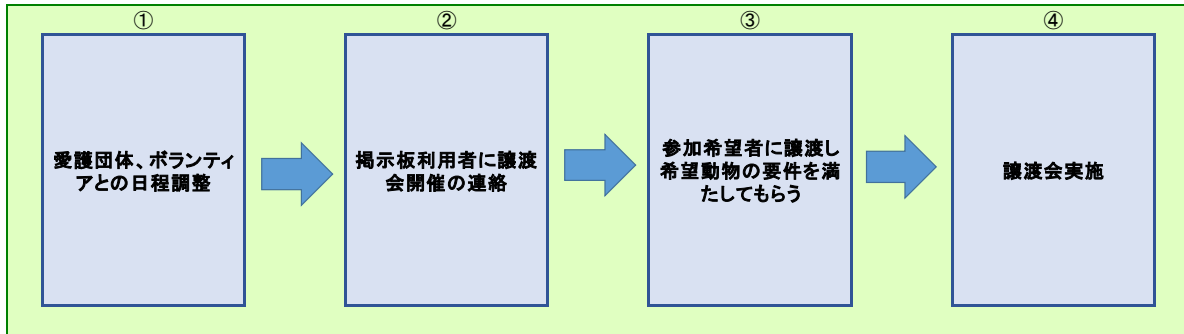 ①
愛護団体、ボランティ
アとの日程調整
②
掲示板利用者に譲渡
会開催の連絡
③
参加希望者に譲渡し
希望動物の要件を満
たしてもらう
④
譲渡会実施